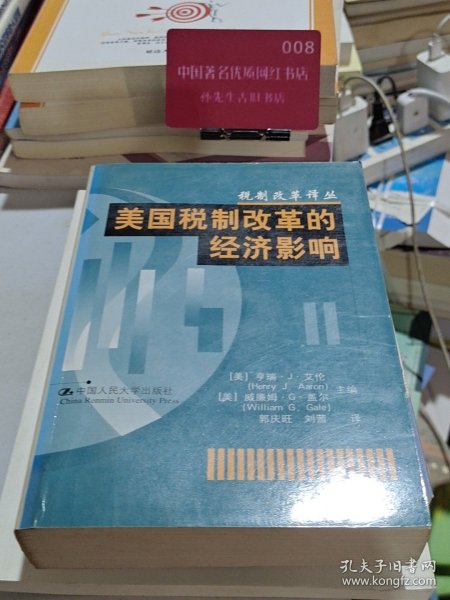 008
中国著名优质网红书店
孙先生古旧书店
税制改革译丛
美国税制改革的
经济影响
[美] 亨瑞·J·艾伦
(Henry J. Aaron)
主编
[美] 威廉姆·G·盖尔
(William G. Gale)
郭庆旺 刘茜 译
中国人民大学出版社
China Renmin University Press
孔夫子旧书网
www.kongfz.com